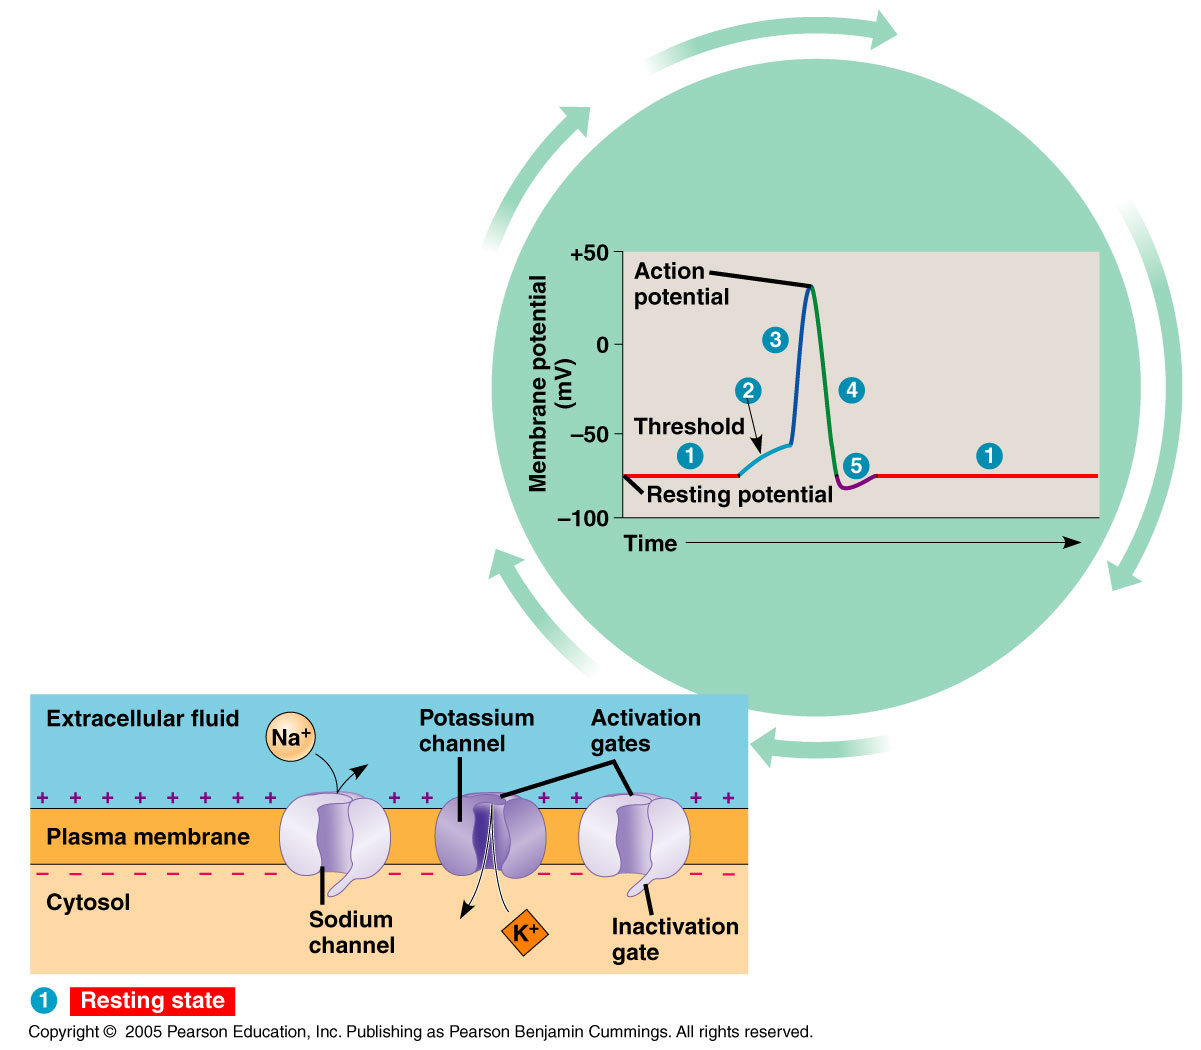 +50
Action
potential
3
0
Membrane potential
(mV)
2
4
Threshold
–50
1
5
1
Resting potential
–100
Time
Extracellular fluid
Na+
Potassium
channel
Activation
gates
+ + + + + + + + + + + + + +
Plasma membrane
– – – – – – – – – – – – – –
Cytosol
Sodium
channel
K+
Inactivation
gate
1 Resting state
Copyright © 2005 Pearson Education, Inc. Publishing as Pearson Benjamin Cummings. All rights reserved.